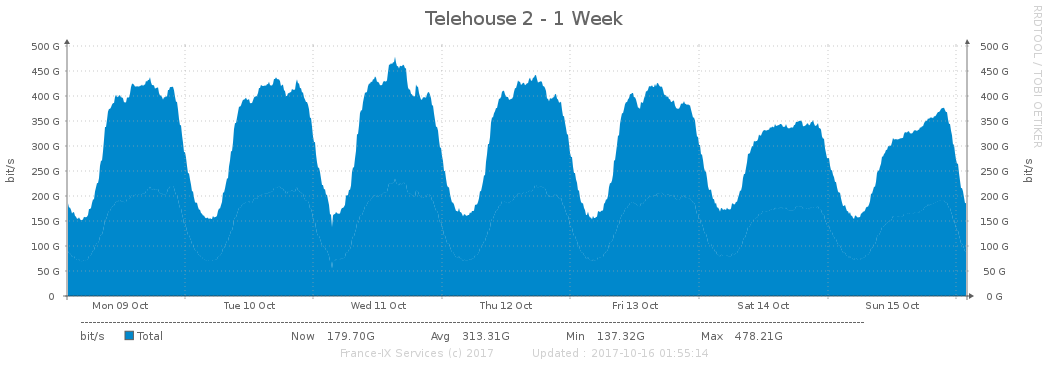 Telehouse 2 - 1 Week
RRDTOOL / TOBI OETIKER
bit/s
500 G 500 G
450 G 450 G
400 G 400 G
350 G 350 G
300 G 300 G
250 G 250 G
200 G 200 G
150 G 150 G
100 G 100 G
50 G 50 G
0 0 G
bit/s
Mon 09 Oct Tue 10 Oct Wed 11 Oct Thu 12 Oct Fri 13 Oct Sat 14 Oct Sun 15 Oct
bit/s Total Now 179.70G Avg 313.31G Min 137.32G Max 478.21G
France-IX Services (c) 2017 Updated : 2017-10-16 01:55:14